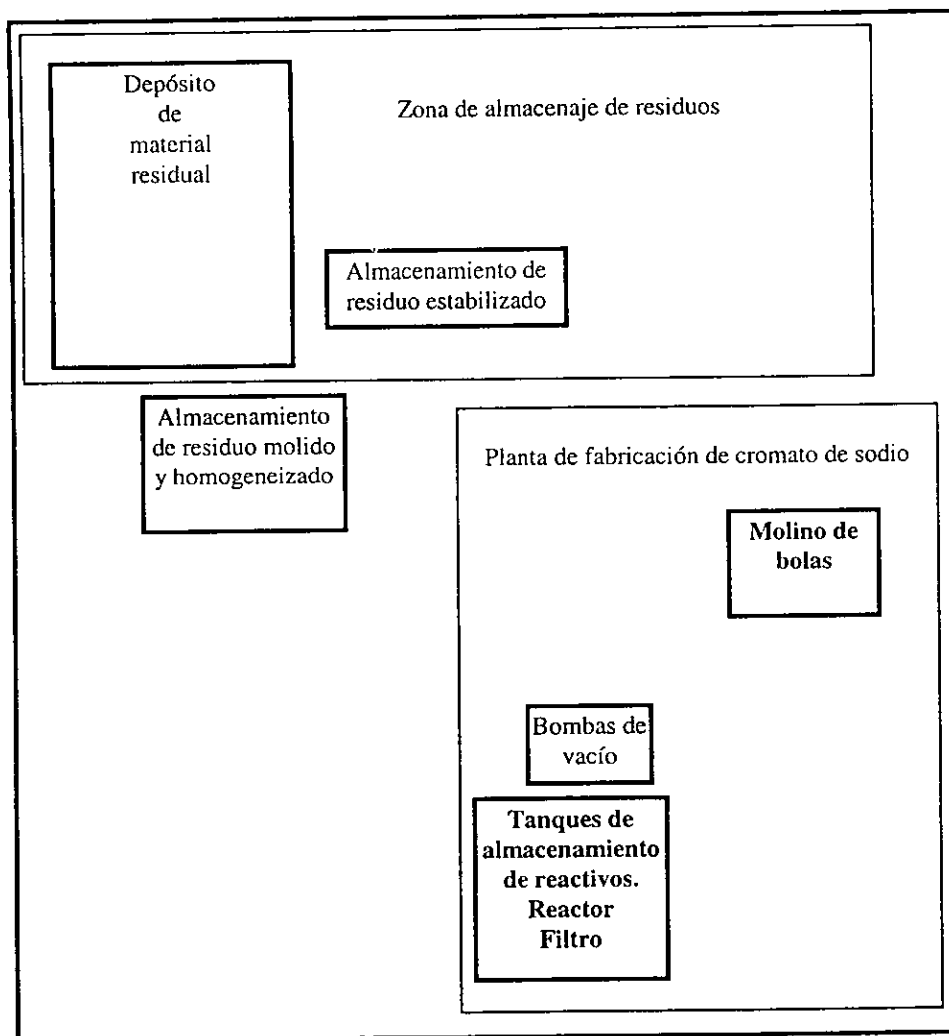 Depósito
de
material
residual
Zona de almacenaje de residuos
Almacenamiento de
residuo estabilizado
Almacenamiento
de residuo molido
y homogeneizado
Planta de fabricación de cromato de sodio
Molino de
bolas
Bombas de
vacío
Tanques de
almacenamiento
de reactivos.
Reactor
Filtro